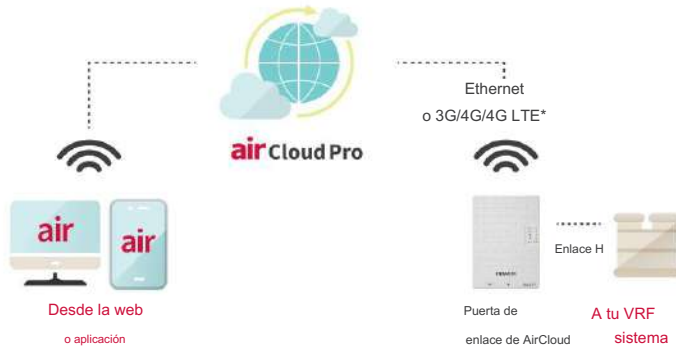 Ethernet
o 3G/4G/4G LTE*
air Cloud Pro
air
air
Enlace H
Desde la web
o aplicación
Puerta de
enlace de AirCloud
A tu VRF
sistema